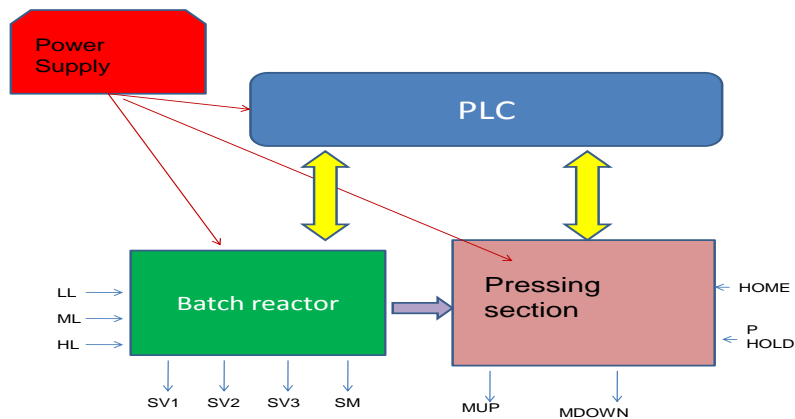 Power
Supply
PLC
Batch reactor
Pressing
section
LL
ML
HL
HOME
P
HOLD
SV1
SV2
SV3
SM
MUP
MDOWN